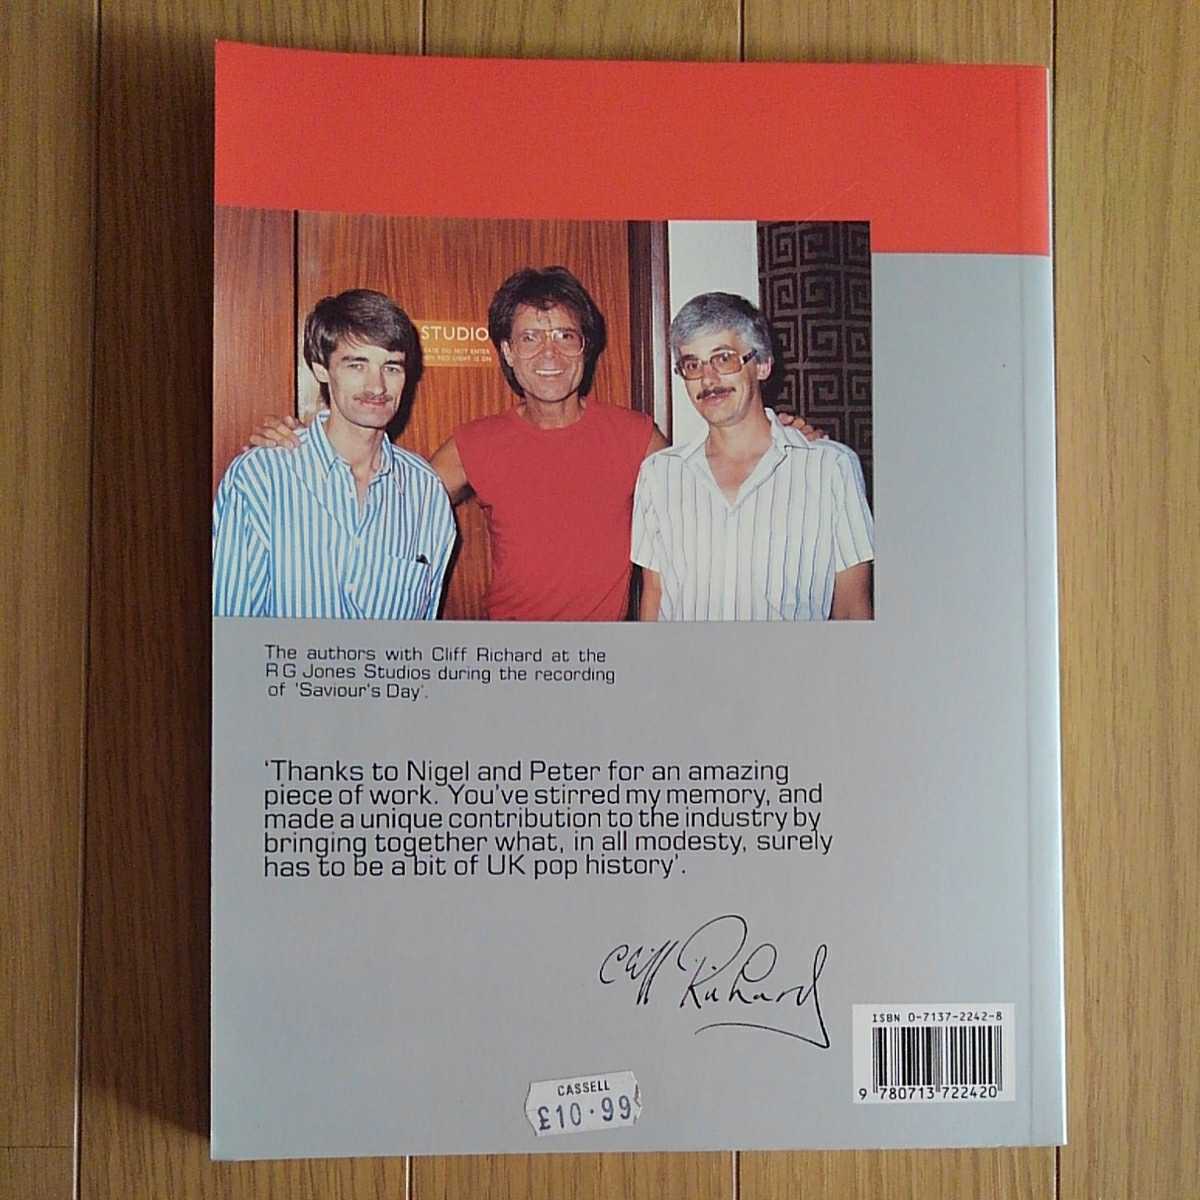 STUDIO
The authors with Cliff Richard at the
R G Jones Studios during the recording
of 'Saviour's Day'.
'Thanks to Nigel and Peter for an amazing
piece of work. You've stirred my memory, and
made a unique contribution to the industry by
bringing together what, in all modesty, surely
has to be a bit of UK pop history'.
Cliff Richard
ISBN 0-7137-2242-8
9 780713 722420
CASSELL
£10·99